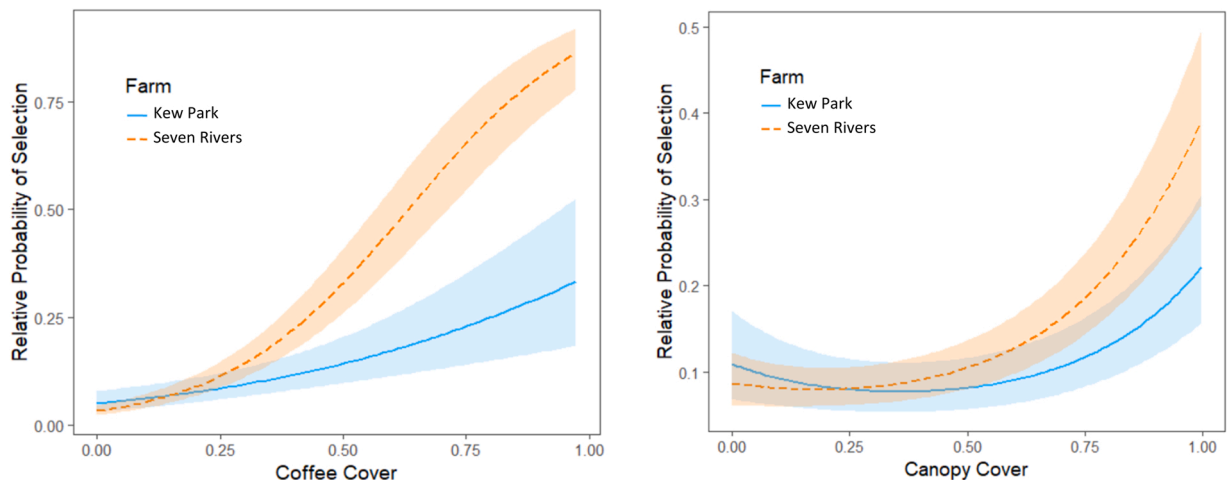 Relative Probability of Selection
0.75
0.50
0.25
0.00
Farm
Kew Park
Seven Rivers
0.00 0.25 0.50 0.75 1.00
Coffee Cover
Relative Probability of Selection
0.5
0.4
0.3
0.2
0.1
Farm
Kew Park
Seven Rivers
0.00 0.25 0.50 0.75 1.00
Canopy Cover